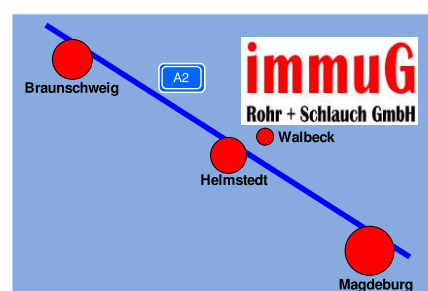 immuG
Rohr + Schlauch GmbH
A2
Braunschweig
Walbeck
Helmstedt
Magdeburg